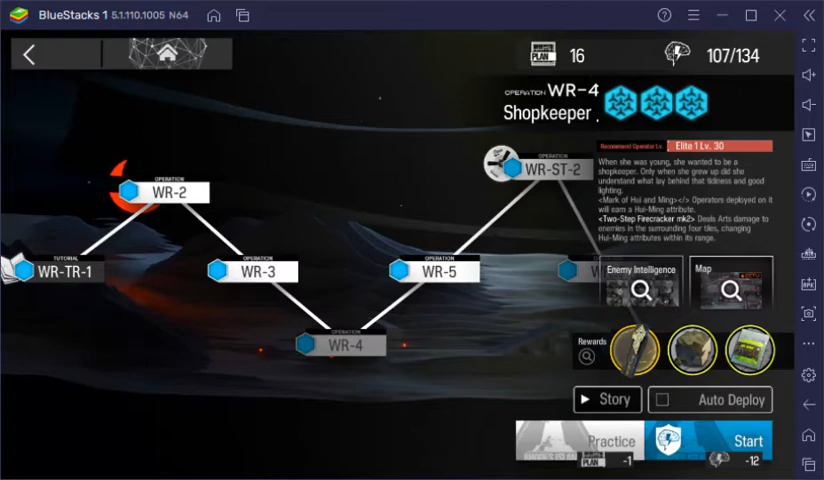 BlueStacks 1 5.1.110.1005 N64
PLAN 16 107/134
OPERATION WR-4
Shopkeeper
Recommend Operator Lv. Elite 1 Lv. 30
When she was young, she wanted to be a
shopkeeper. Only when she grew up did she
understand what lay behind that tidiness and good
lighting.
<Mark of Hui and Ming></> Operators deployed on it
will earn a Hui-Ming attribute.
<Two-Step Firecracker mk2> Deals Arts damage to
enemies in the surrounding four tiles, changing
Hui-Ming attributes within its range.
OPERATION
WR-ST-2
OPERATION
WR-2
TUTORIAL
WR-TR-1
OPERATION
WR-3
OPERATION
WR-5
OPERATION
WR-4
Enemy Intelligence
Map
Rewards
Story
Auto Deploy
Practice
PLAN -1
Start
-12